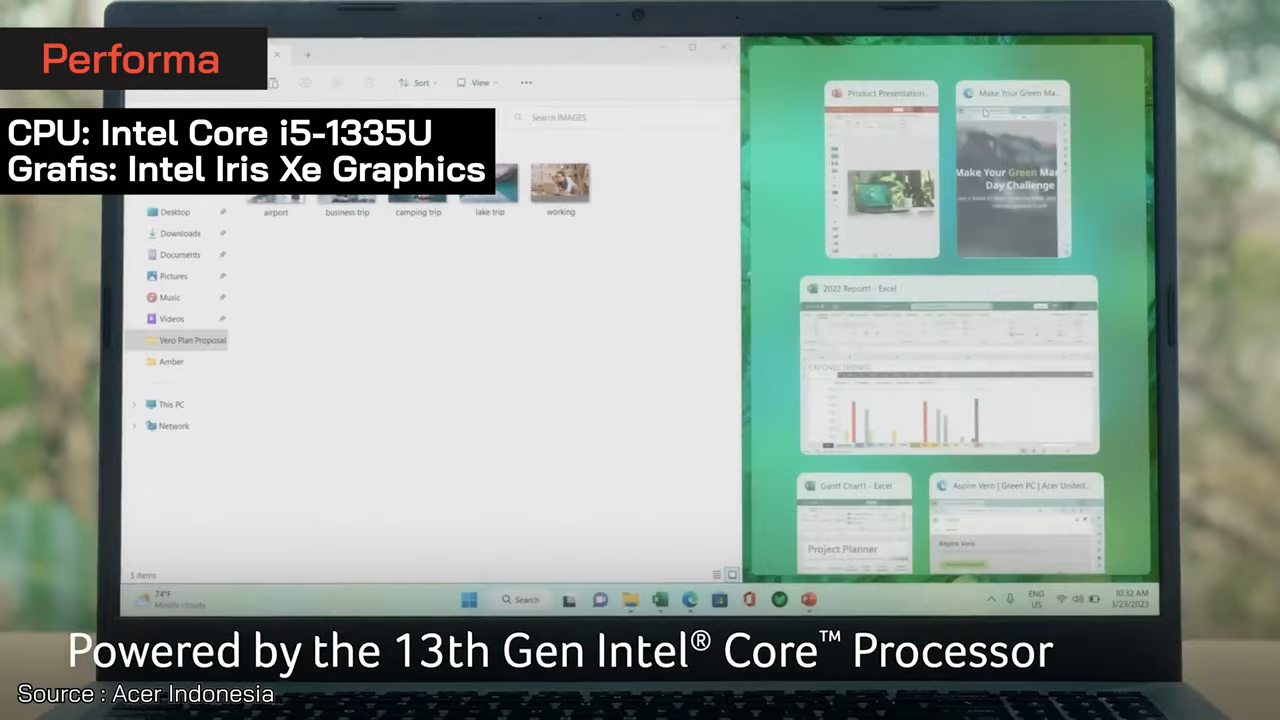 Performa
CPU: Intel Core i5-1335U
Grafis: Intel Iris Xe Graphics
Sort
View
Search IMAGES
airport
business trip
camping trip
lake trip
working
Desktop
Downloads
Documents
Pictures
Music
Videos
Vero Plan Proposal
Amber
This PC
Network
5 items
Product Presentation...
Make Your Green Ma...
Make Your Green Ma
Day Challenge
2022 Report1 - Excel
EXPENSE TRENDS
Gantt Chart1 - Excel
Project Planner
Aspire Vero | Green PC | Acer United...
Aspire Vero
74°F
Mostly cloudy
Search
ENG
US
10:32 AM
3/23/2023
Powered by the 13th Gen Intel® Core™ Processor
Source : Acer Indonesia